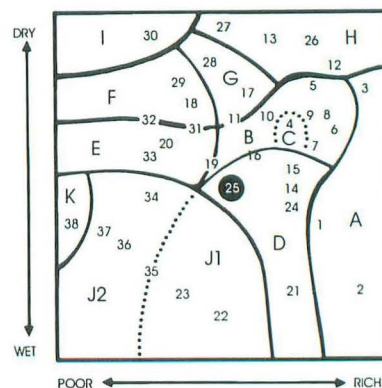 DRY
I 30 27 13 26 H
28 12
F 29 G 5 3
18 17
32 31 11 10 4 9 8
6
E 20 B C 7
33 19 16
15
K 34 25 14
24
38 37 D 1 A
36
35 J1
J2 23 21 2
22
WET
POOR RICH